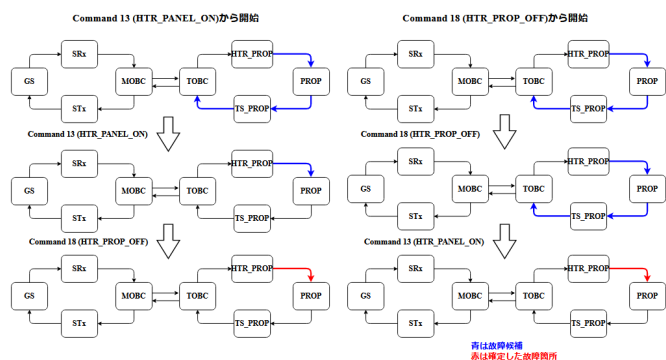 Command 13 (HTR_PANEL_ON)から開始
SRx
HTR_PROP
GS
MOBC
TOBC
PROP
STx
TS_PROP
Command 13 (HTR_PANEL_ON)
SRx
HTR_PROP
GS
MOBC
TOBC
PROP
STx
TS_PROP
Command 18 (HTR_PROP_OFF)
SRx
HTR_PROP
GS
MOBC
TOBC
PROP
STx
TS_PROP
Command 18 (HTR_PROP_OFF)から開始
SRx
HTR_PROP
GS
MOBC
TOBC
PROP
STx
TS_PROP
Command 18 (HTR_PROP_OFF)
SRx
HTR_PROP
GS
MOBC
TOBC
PROP
STx
TS_PROP
Command 13 (HTR_PANEL_ON)
SRx
HTR_PROP
GS
MOBC
TOBC
PROP
STx
TS_PROP
青は故障候補
赤は確定した故障箇所